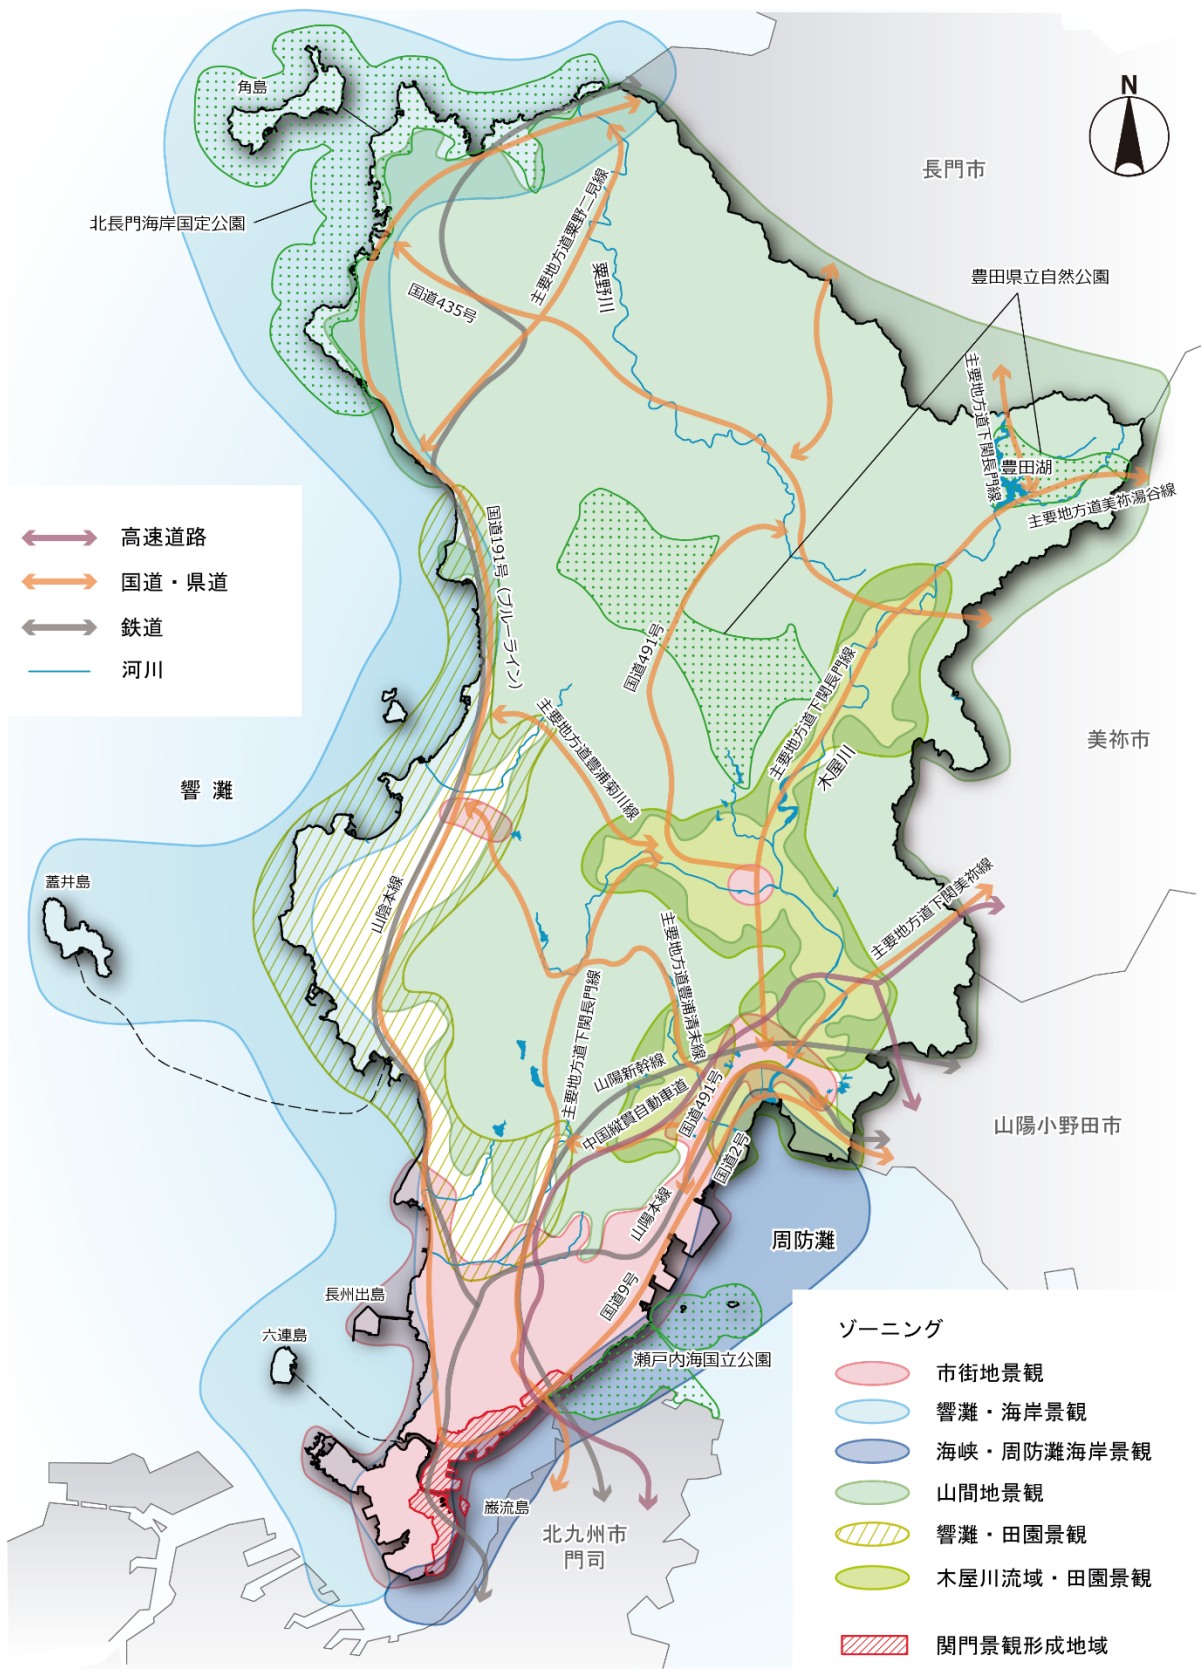 角島
N
長門市
北長門海岸国定公園
主要地方道粟野二見線
粟野川
国道435号
豊田県立自然公園
主要地方道下関長門線
豊田湖
主要地方道美祢湯谷線
高速道路
国道・県道
鉄道
河川
国道191号（ブルーライン）
国道491号
主要地方道下関長門線
木屋川
主要地方道豊浦菊川線
美祢市
響灘
蓋井島
山陰本線
主要地方道下関美祢線
主要地方道豊浦清末線
主要地方道下関長門線
山陽新幹線
中国縦貫自動車道
国道491号
国道2号
山陽小野田市
山陽本線
周防灘
国道9号
長州出島
六連島
瀬戸内海国立公園
巌流島
北九州市
門司
ゾーニング
市街地景観
響灘・海岸景観
海峡・周防灘海岸景観
山間地景観
響灘・田園景観
木屋川流域・田園景観
関門景観形成地域